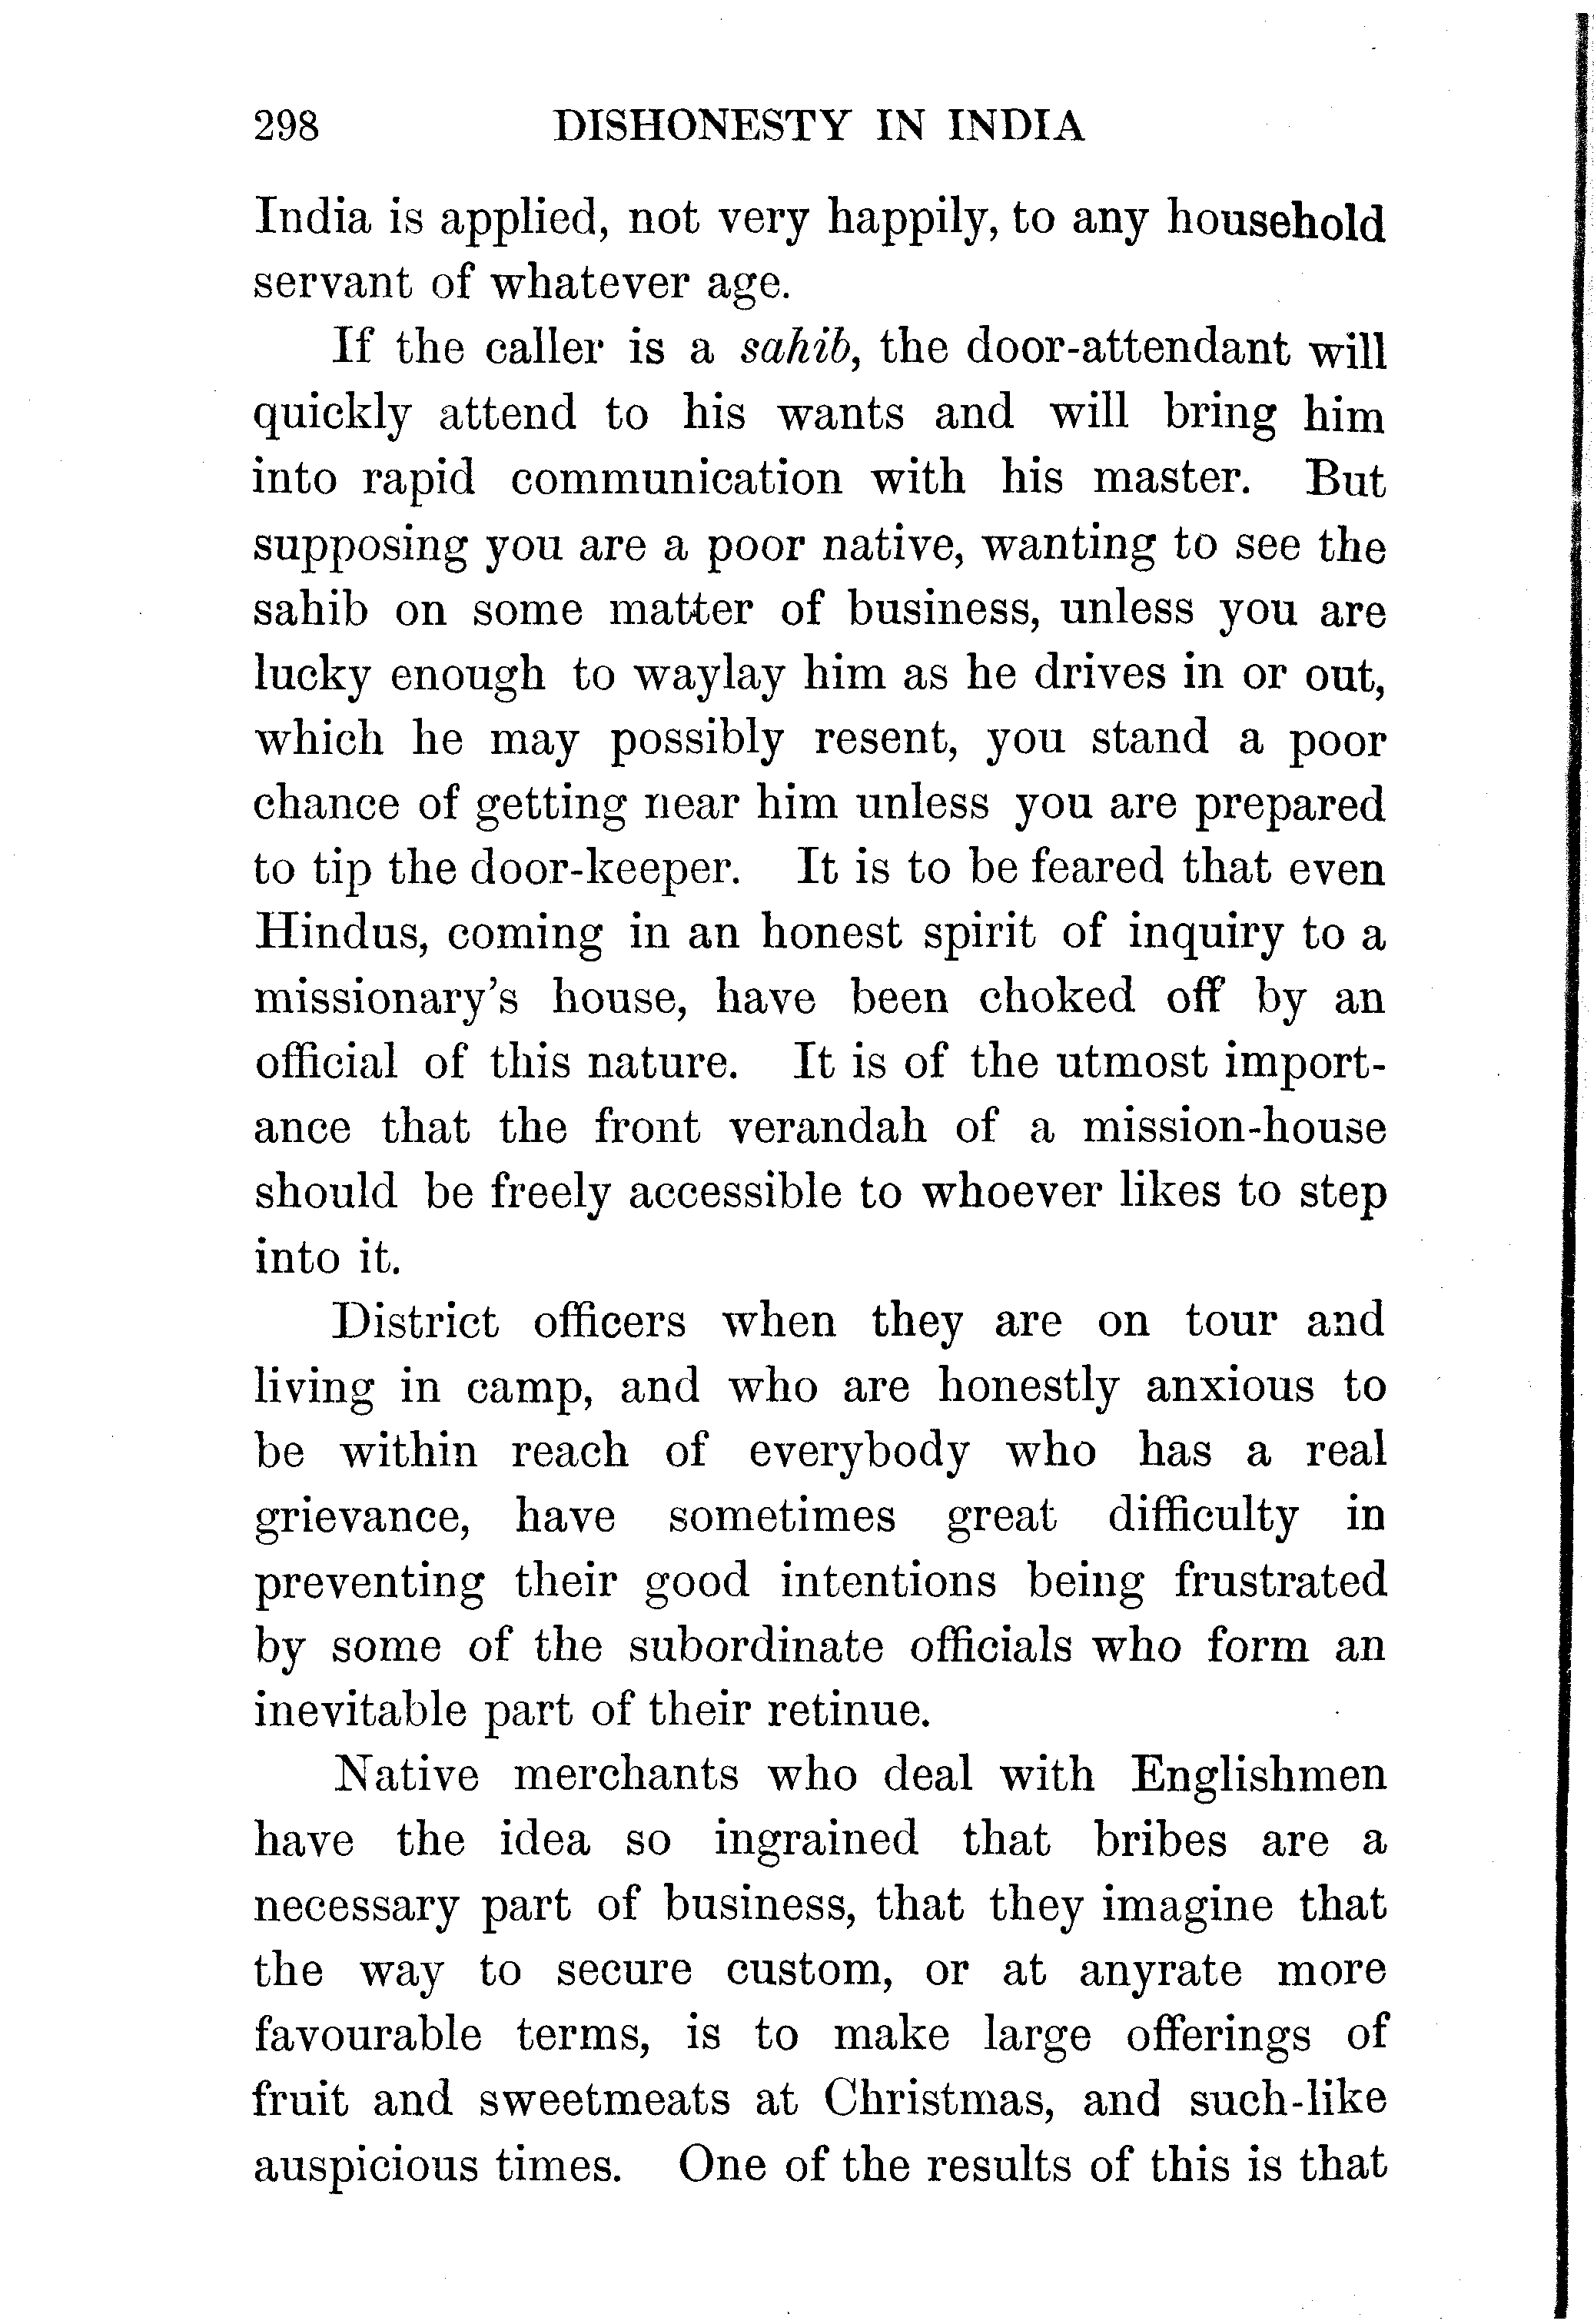 298 DISHONESTY IN INDIA
India is applied, not very happily, to any household
servant of whatever age.
If the caller is a sahib, the door-attendant will
quickly attend to his wants and will bring him
into rapid communication with his master. But
supposing you are a poor native, wanting to see the
sahib on some matter of business, unless you are
lucky enough to waylay him as he drives in or out,
which he may possibly resent, you stand a poor
chance of getting near him unless you are prepared
to tip the door-keeper. It is to be feared that even
Hindus, coming in an honest spirit of inquiry to a
missionary's house, have been choked off by an
official of this nature. It is of the utmost import-
ance that the front verandah of a mission-house
should be freely accessible to whoever likes to step
into it.
District officers when they are on tour and
living in camp, and who are honestly anxious to
be within reach of everybody who has a real
grievance, have sometimes great difficulty in
preventing their good intentions being frustrated
by some of the subordinate officials who form an
inevitable part of their retinue.
Native merchants who deal with Englishmen
have the idea so ingrained that bribes are a
necessary part of business, that they imagine that
the way to secure custom, or at anyrate more
favourable terms, is to make large offerings of
fruit and sweetmeats at Christmas, and such-like
auspicious times. One of the results of this is that